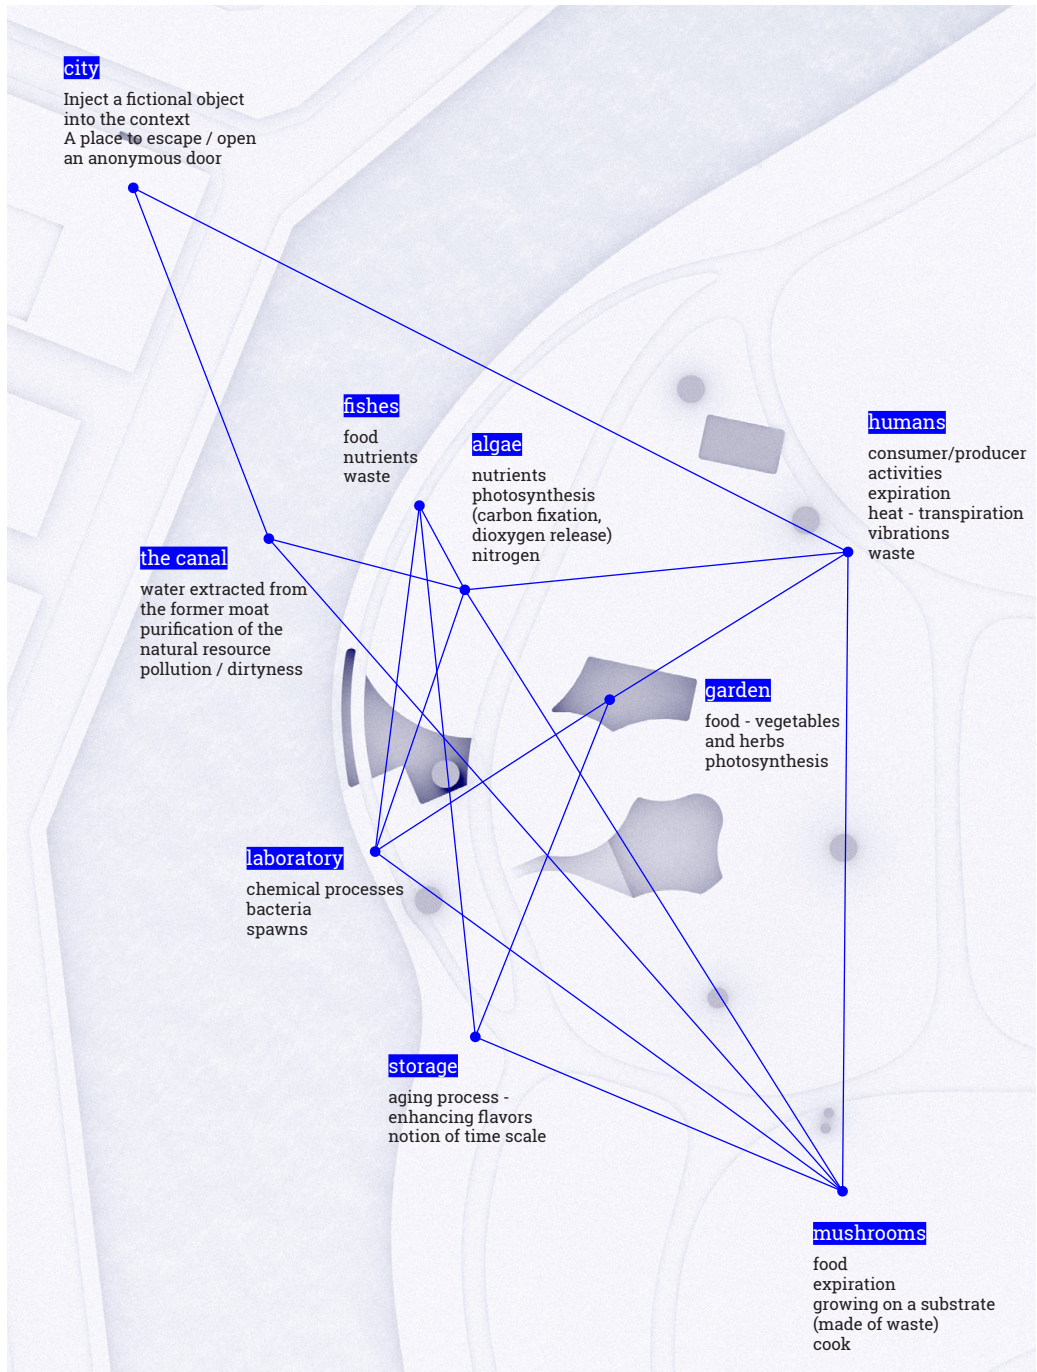 city
Inject a fictional object
into the context
A place to escape / open
an anonymous door
fishes
food
nutrients
waste
algae
nutrients
photosynthesis
(carbon fixation,
dioxygen release)
nitrogen
humans
consumer/producer
activities
expiration
heat - transpiration
vibrations
waste
the canal
water extracted from
the former moat
purification of the
natural resource
pollution / dirtyness
garden
food - vegetables
and herbs
photosynthesis
laboratory
chemical processes
bacteria
spawns
storage
aging process -
enhancing flavors
notion of time scale
mushrooms
food
expiration
growing on a substrate
(made of waste)
cook